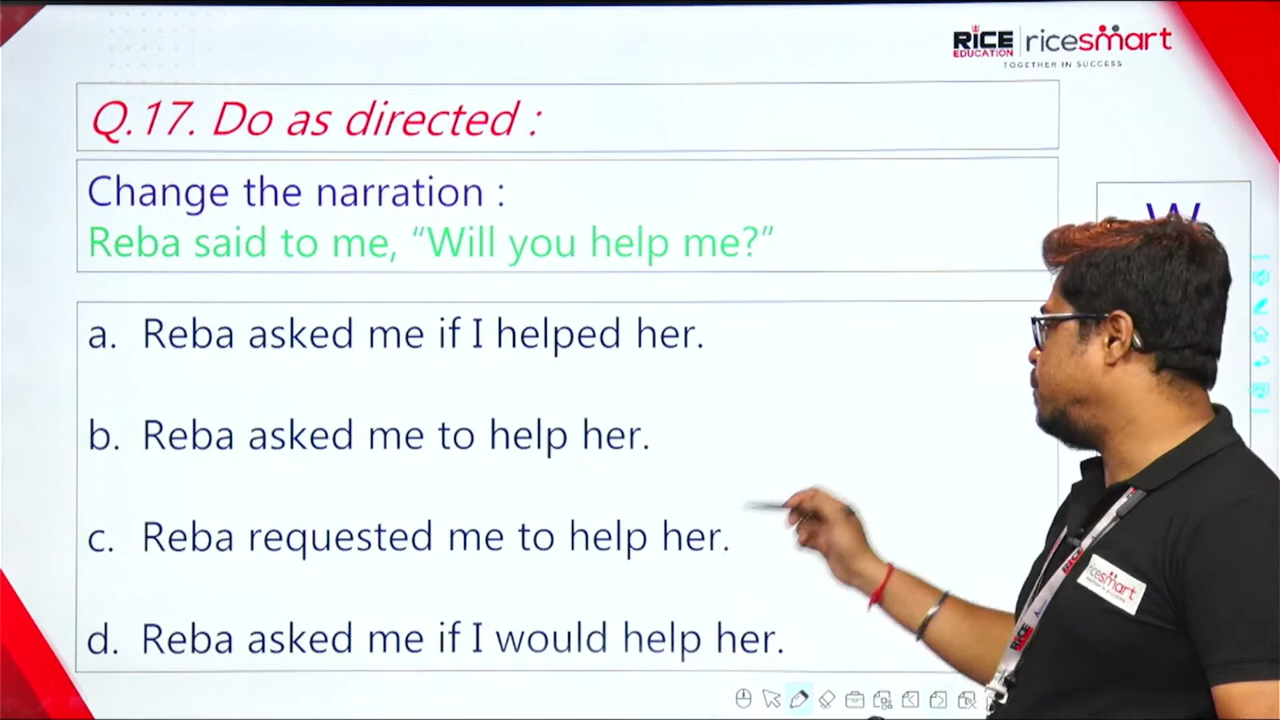 RICE EDUCATION ricesmart
TOGETHER IN SUCCESS
Q.17. Do as directed :
Change the narration :
Reba said to me, “Will you help me?”
W
a. Reba asked me if I helped her.
b. Reba asked me to help her.
c. Reba requested me to help her.
d. Reba asked me if I would help her.
ricesmart
RICE